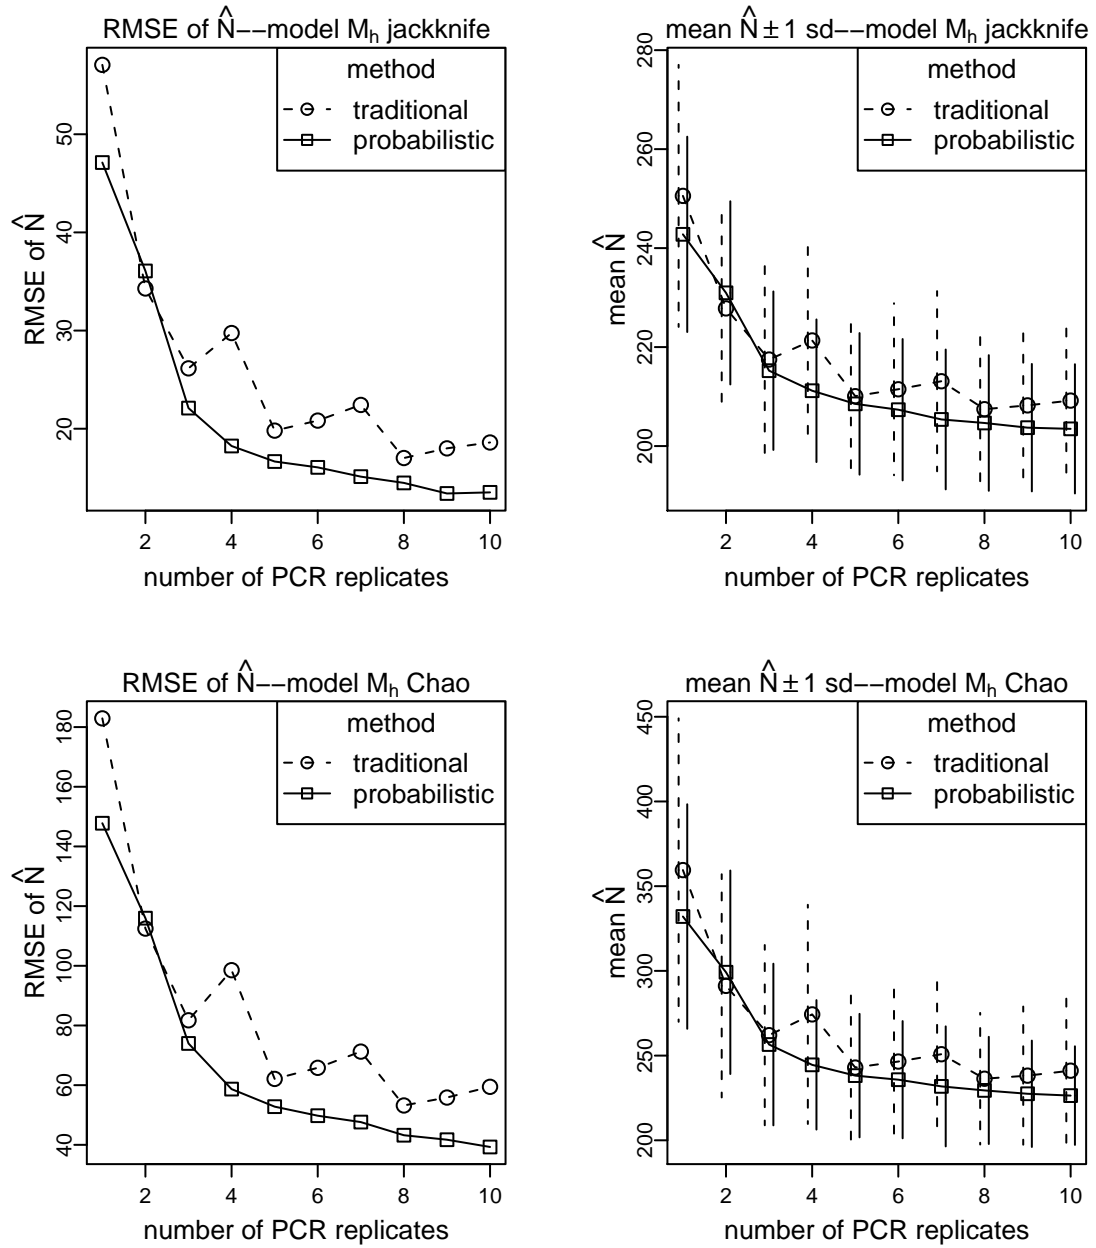 RMSE of N̂−−model Mₕ jackknife
method
traditional
probabilistic
RMSE of N̂
50
40
30
20
2 4 6 8 10
number of PCR replicates
mean N̂ ± 1 sd−−model Mₕ jackknife
method
traditional
probabilistic
mean N̂
280
260
240
220
200
2 4 6 8 10
number of PCR replicates
RMSE of N̂−−model Mₕ Chao
method
traditional
probabilistic
RMSE of N̂
180
160
140
120
100
80
60
40
2 4 6 8 10
number of PCR replicates
mean N̂ ± 1 sd−−model Mₕ Chao
method
traditional
probabilistic
mean N̂
450
400
350
300
250
200
2 4 6 8 10
number of PCR replicates